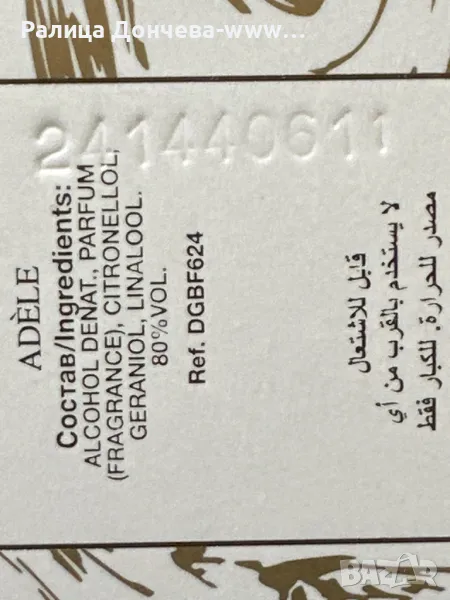 Ралица Дончева-www.....
241440611
ADÈLE
СОСТАВ/Ingredients:
ALCOHOL DENAT., PARFUM
(FRAGRANCE), CITRONELLOL,
GERANIOL, LINALOOL.
80%VOL.
Ref. DGBF624
قابل للاشتعال
لا يستخدم بالقرب من أي
مصدر للحرارة. للكبار فقط
BAZAR